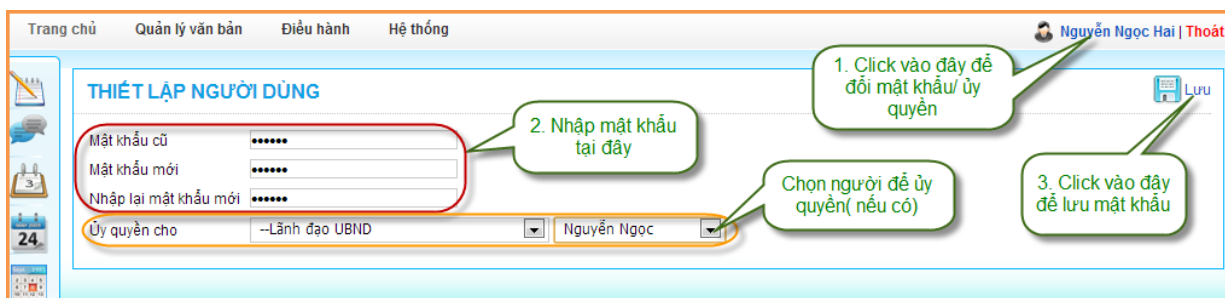 Trang chủ Quản lý văn bản Điều hành Hệ thống Nguyễn Ngọc Hai | Thoát
THIẾT LẬP NGƯỜI DÙNG
1. Click vào đây để
đổi mật khẩu/ ủy
quyền
Lưu
Mật khẩu cũ ••••••
Mật khẩu mới ••••••
Nhập lại mật khẩu mới ••••••
2. Nhập mật khẩu
tại đây
Chọn người để ủy
quyền( nếu có)
3. Click vào đây
để lưu mật khẩu
Ủy quyền cho --Lãnh đạo UBND Nguyễn Ngọc
3
24